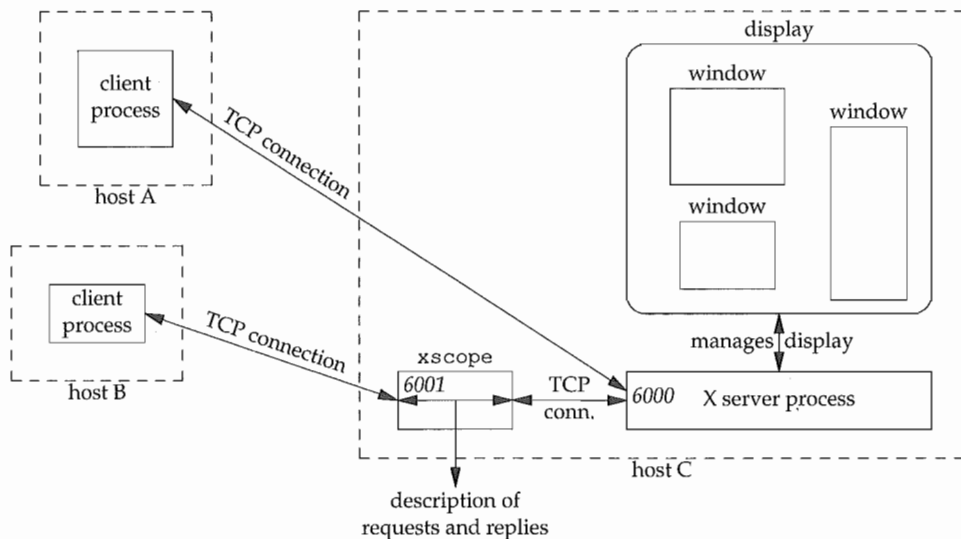 client
process
host A
TCP connection
client
process
host B
TCP connection
display
window
window
window
manages display
xscope
6001
TCP
conn.
6000
X server process
host C
description of
requests and replies